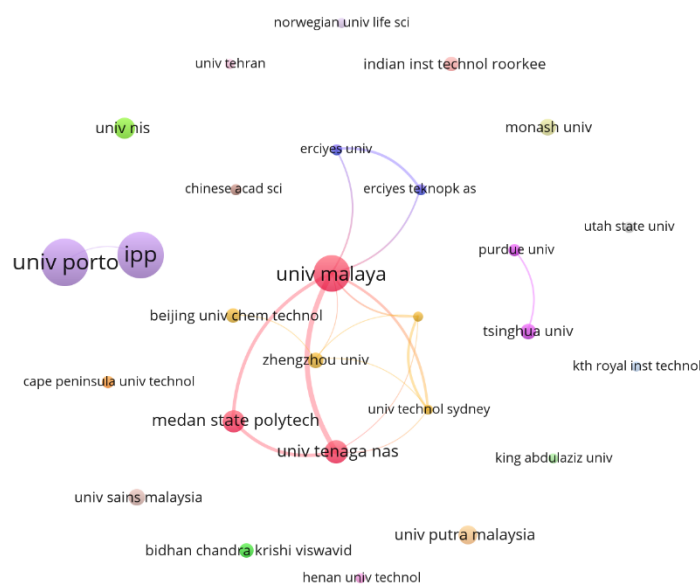 norwegian univ life sci
univ tehran
indian inst technol roorkee
univ nis
monash univ
erciyes univ
chinese acad sci
erciyes teknopk as
utah state univ
purdue univ
univ porto
ipp
univ malaya
beijing univ chem technol
tsinghua univ
zhengzhou univ
kth royal inst technol
cape peninsula univ technol
univ technol sydney
medan state polytech
univ tenaga nas
king abdulaziz univ
univ sains malaysia
univ putra malaysia
bidhan chandra krishi viswavid
henan univ technol